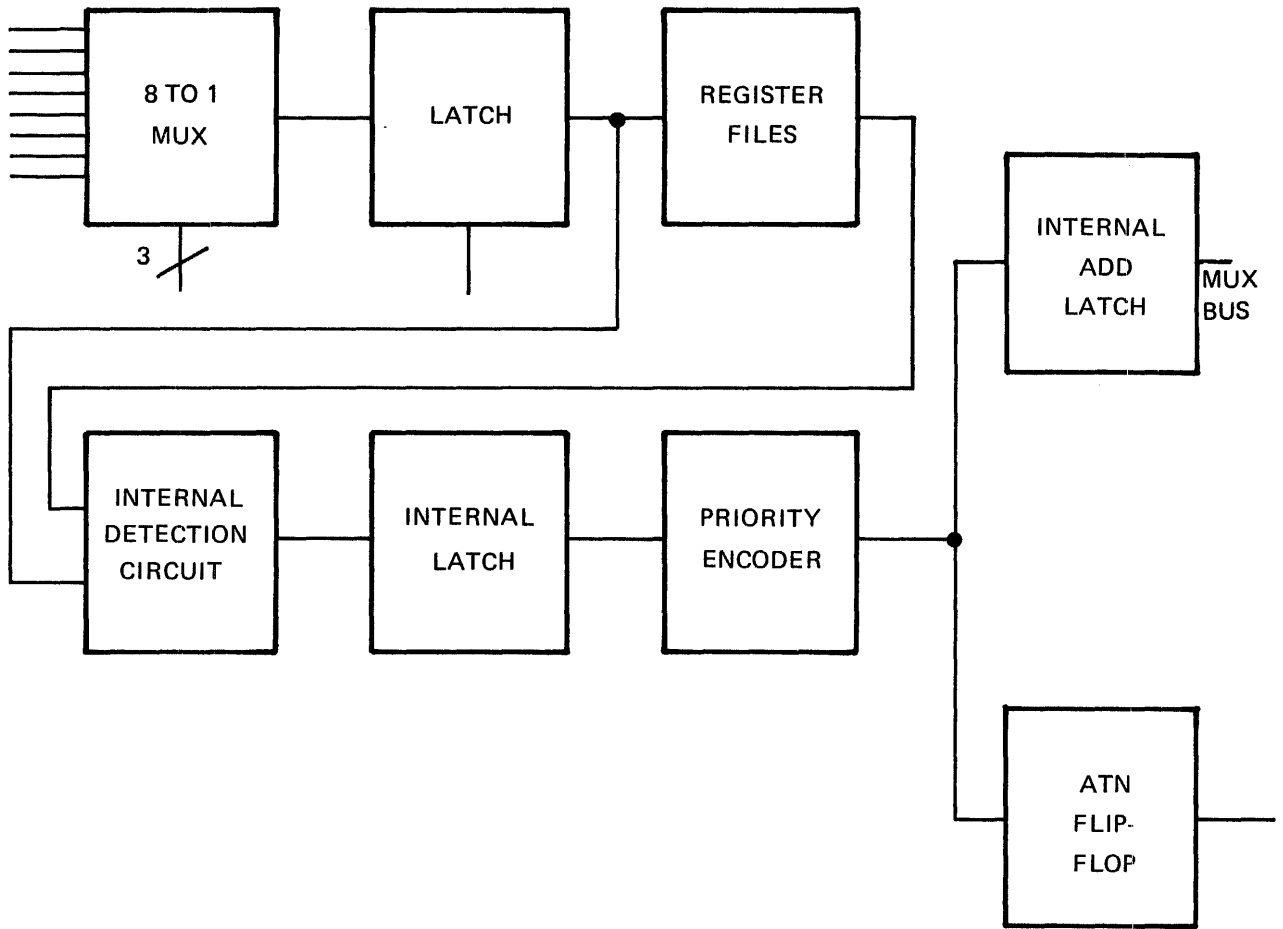 8 TO 1
MUX
LATCH
REGISTER
FILES
3
INTERNAL
ADD
LATCH
MUX
BUS
INTERNAL
DETECTION
CIRCUIT
INTERNAL
LATCH
PRIORITY
ENCODER
ATN
FLIP-
FLOP